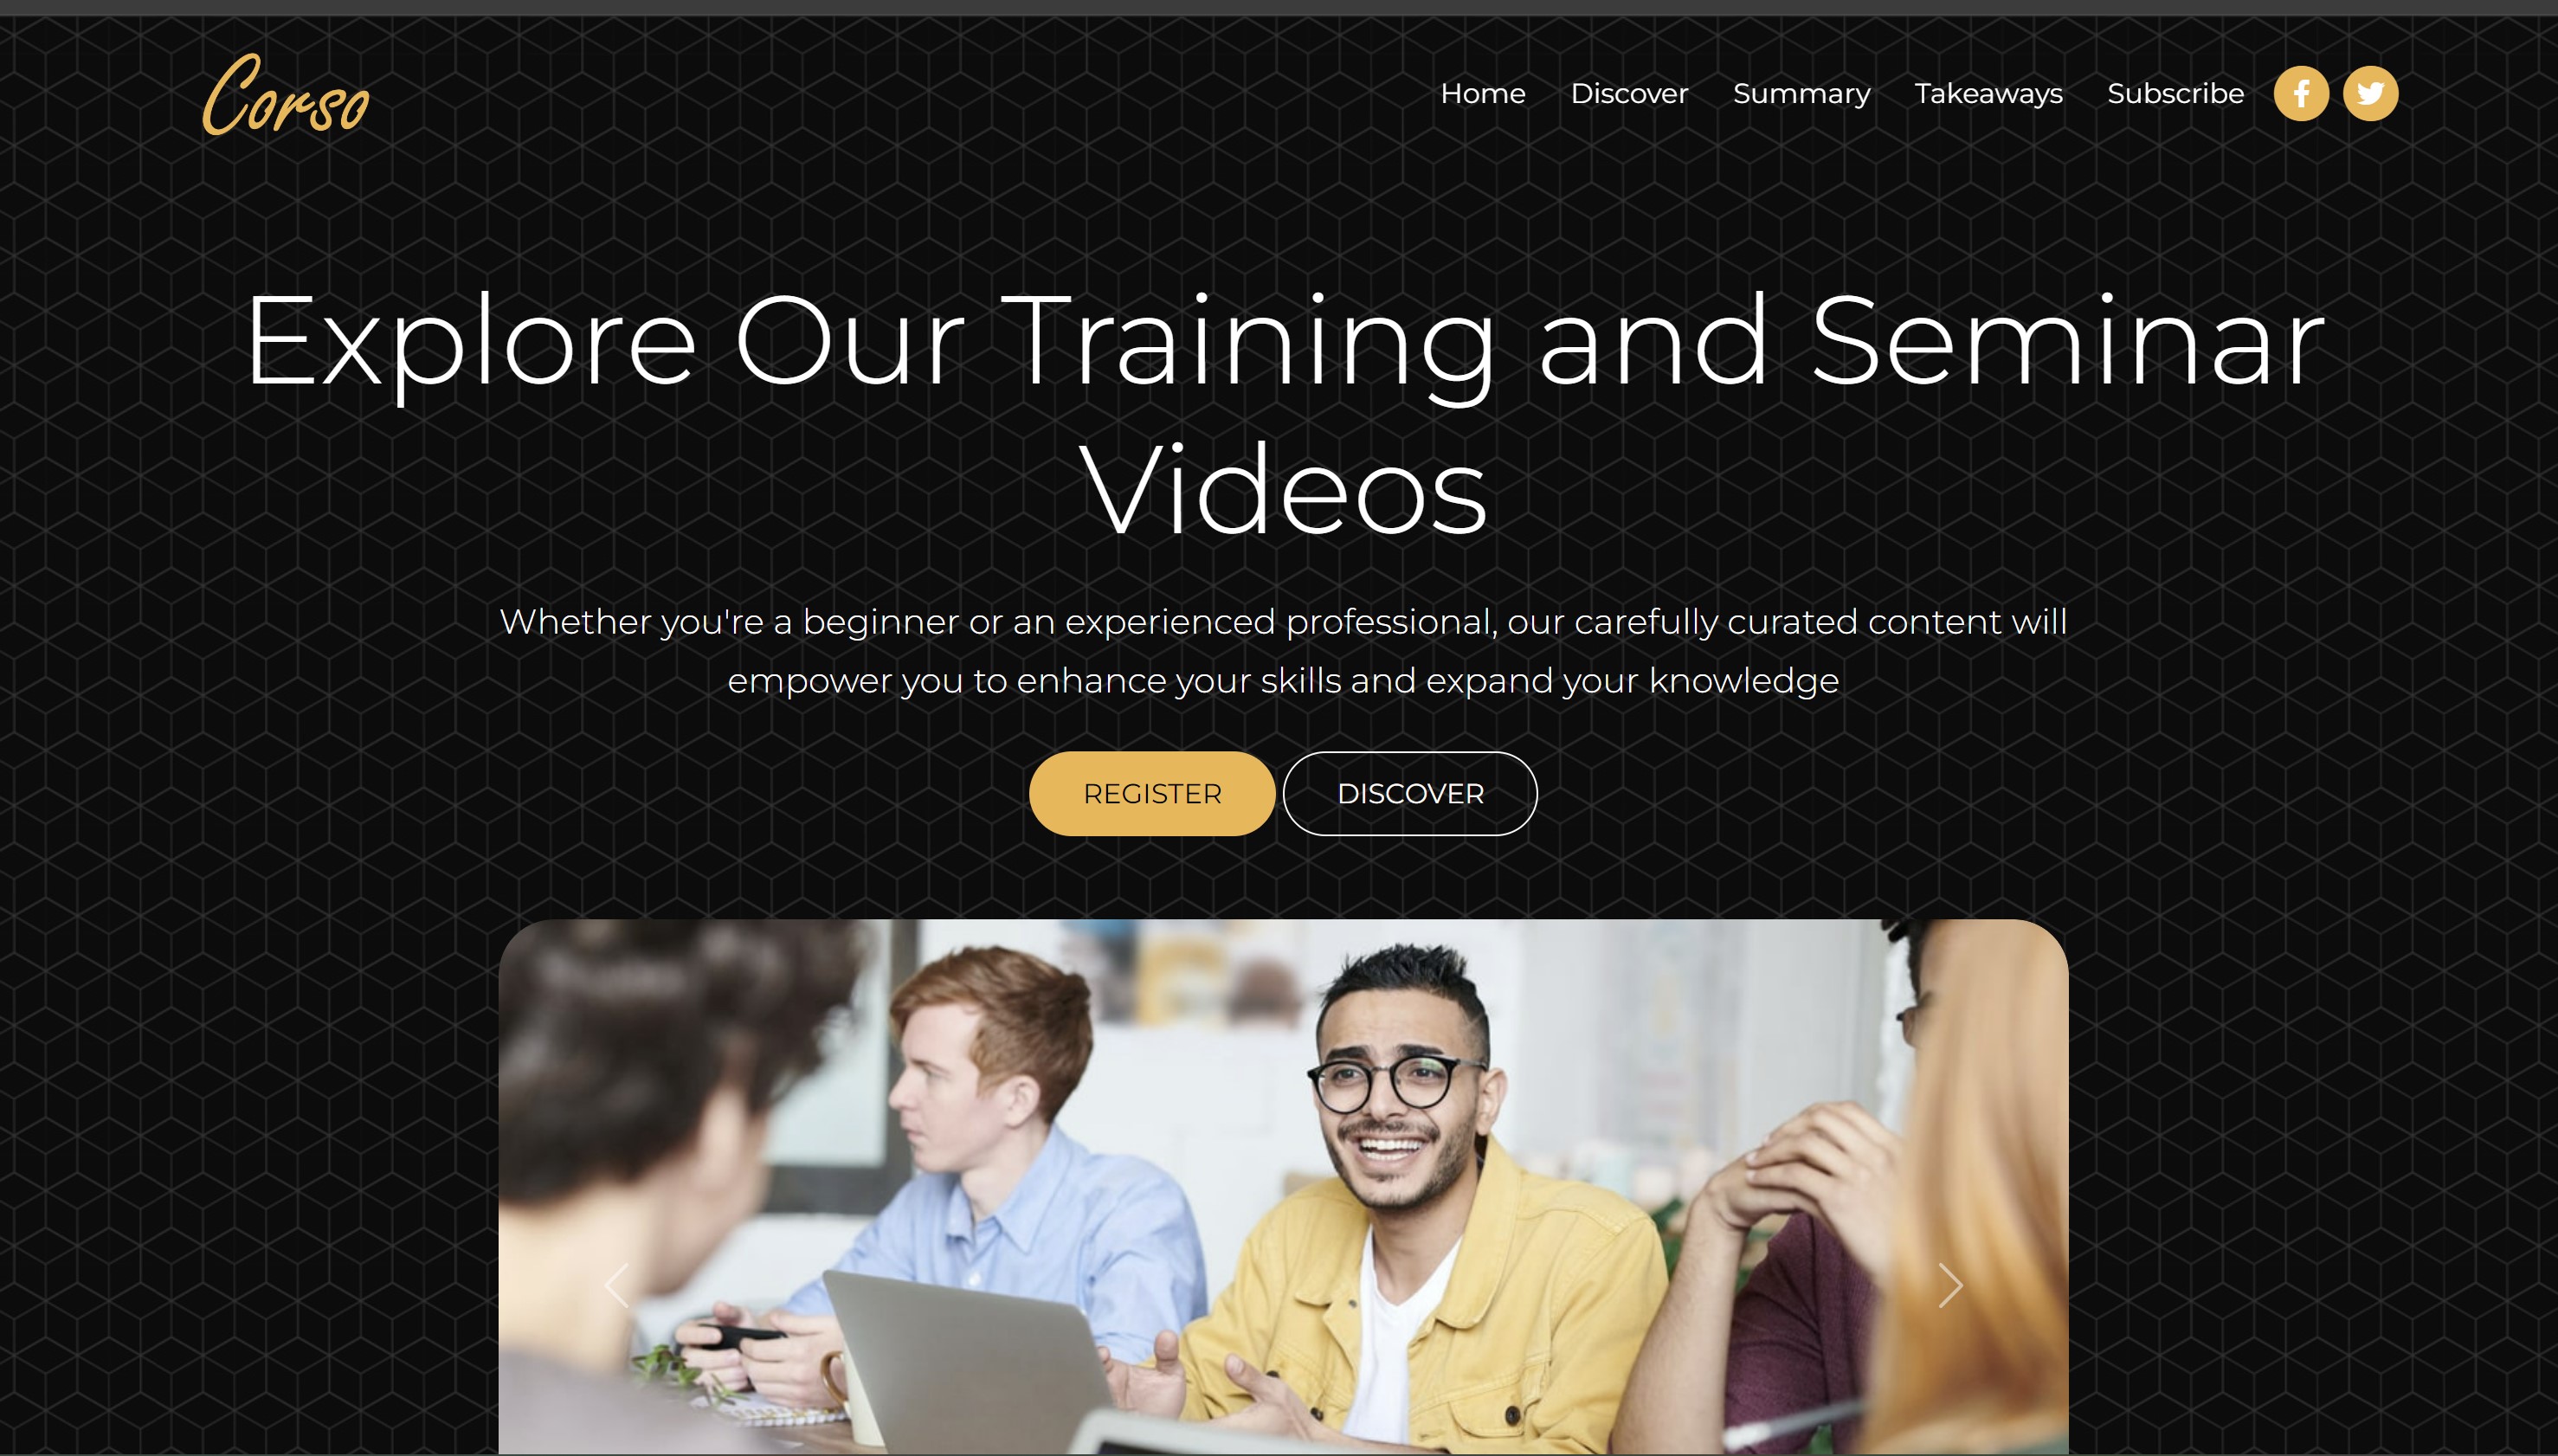 Corso
Home Discover Summary Takeaways Subscribe
Explore Our Training and Seminar
Videos
Whether you're a beginner or an experienced professional, our carefully curated content will
empower you to enhance your skills and expand your knowledge
REGISTER DISCOVER